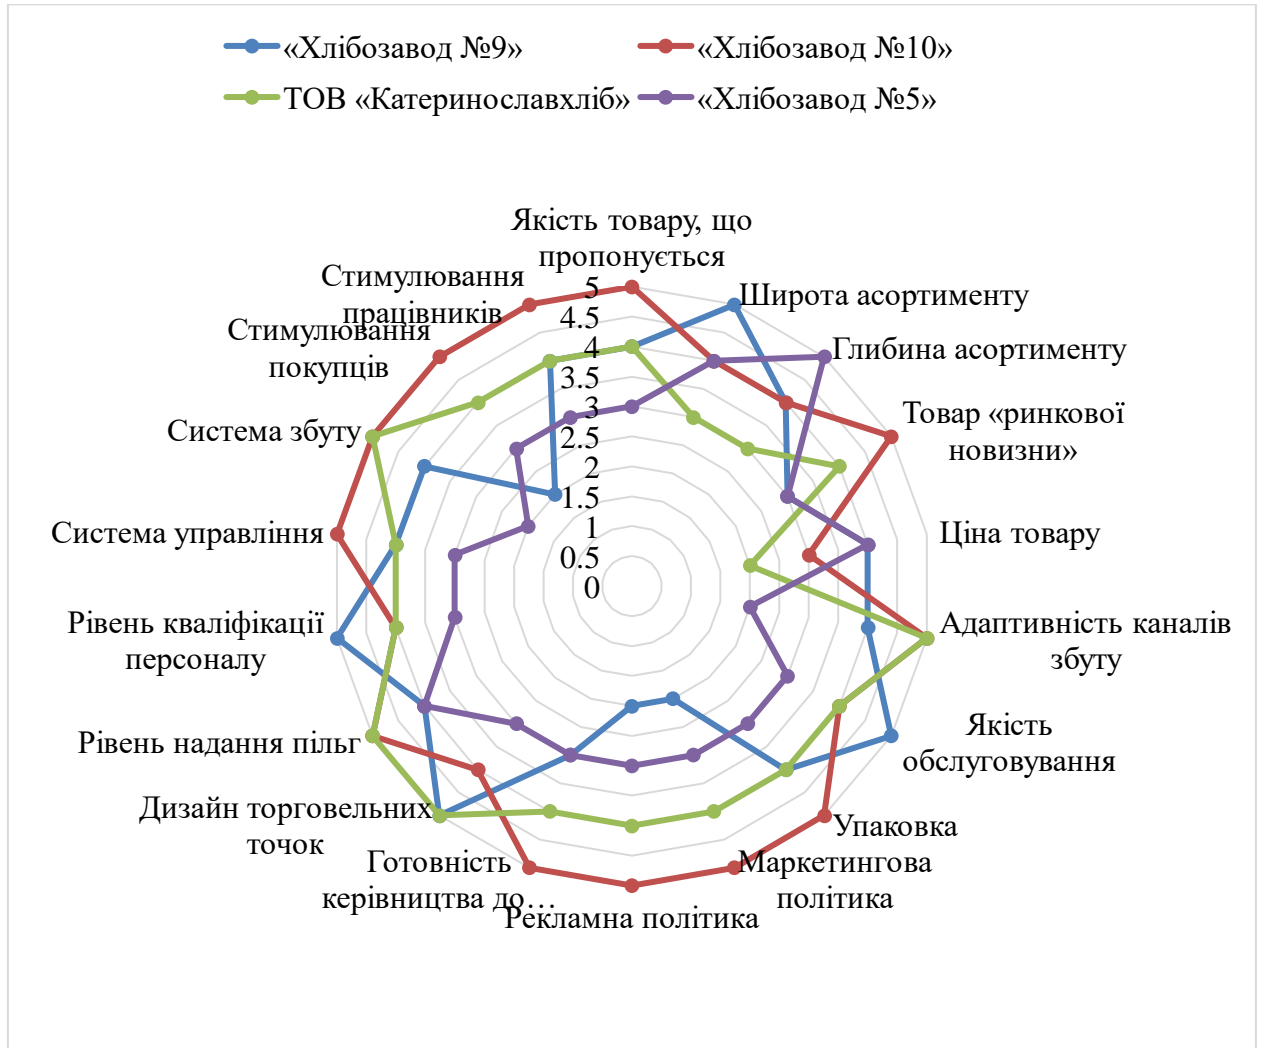 «Хлібозавод №9»
«Хлібозавод №10»
ТОВ «Катеринославхліб»
«Хлібозавод №5»
Якість товару, що
пропонується
Широта асортименту
Глибина асортименту
Товар «ринкової
новизни»
Ціна товару
Адаптивність каналів
збуту
Якість
обслуговування
Упаковка
Маркетингова
політика
Рекламна політика
Готовність
керівництва до…
Дизайн торговельних
точок
Рівень надання пільг
Рівень кваліфікації
персоналу
Система управління
Система збуту
Стимулювання
покупців
Стимулювання
працівників
5
4.5
4
3.5
3
2.5
2
1.5
1
0.5
0